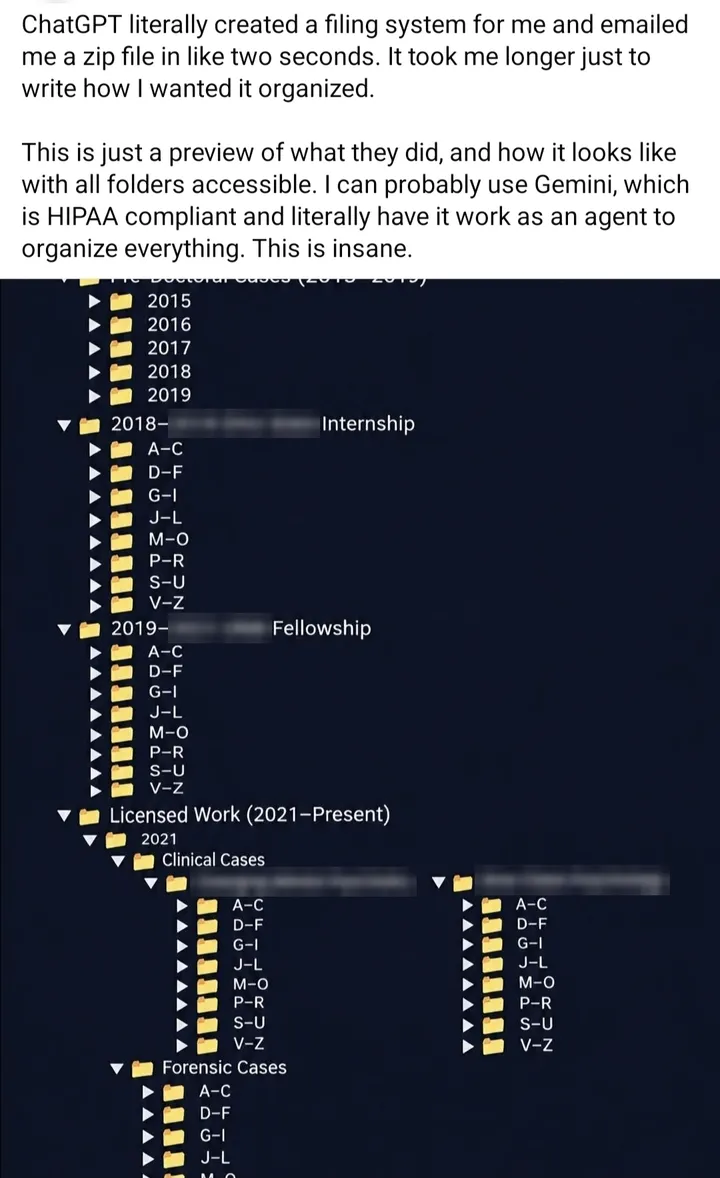 ChatGPT literally created a filing system for me and emailed
me a zip file in like two seconds. It took me longer just to
write how I wanted it organized.
This is just a preview of what they did, and how it looks like
with all folders accessible. I can probably use Gemini, which
is HIPAA compliant and literally have it work as an agent to
organize everything. This is insane.
2015
2016
2017
2018
2019
2018- Internship
A-C
D-F
G-I
J-L
M-O
P-R
S-U
V-Z
2019- Fellowship
A-C
D-F
G-I
J-L
M-O
P-R
S-U
V-Z
Licensed Work (2021-Present)
2021
Clinical Cases
A-C
D-F
G-I
J-L
M-O
P-R
S-U
V-Z
A-C
D-F
G-I
J-L
M-O
P-R
S-U
V-Z
Forensic Cases
A-C
D-F
G-I
J-L